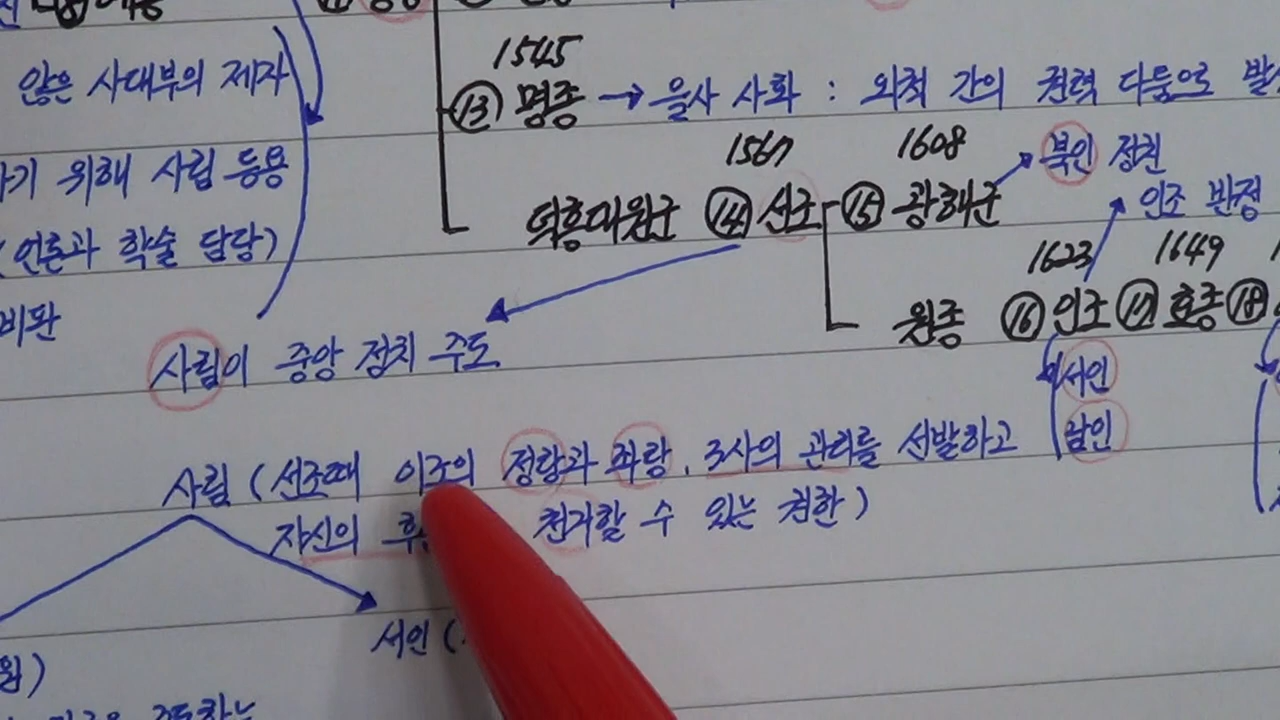 1545
않은 사대부의 제자
⑬ 명종 → 을사 사화 : 외척 간의 권력 다툼으로
1567 1608 북인 집권
위해 사림 등용
덕흥대원군 ⑭ 선조 ⑮ 광해군 인조 반정
(언론과 학술 담당)
1623 1649
비판
원종 ⑯ 인조 ⑰ 효종 ⑱
사림이 중앙 정치 주도
서인
남인
사림 (선조때 이조의 정랑과 좌랑, 3사의 관리를 선발하고
자신의 천거할 수 있는 권한)
서인 (